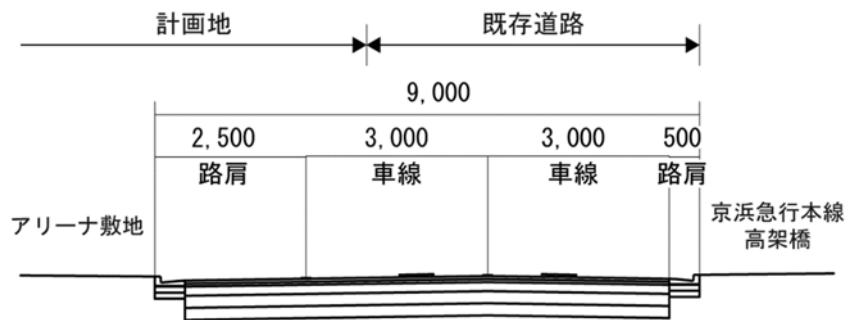 計画地
既存道路
9,000
2,500
3,000
3,000
500
路肩
車線
車線
路肩
アリーナ敷地
京浜急行本線
高架橋